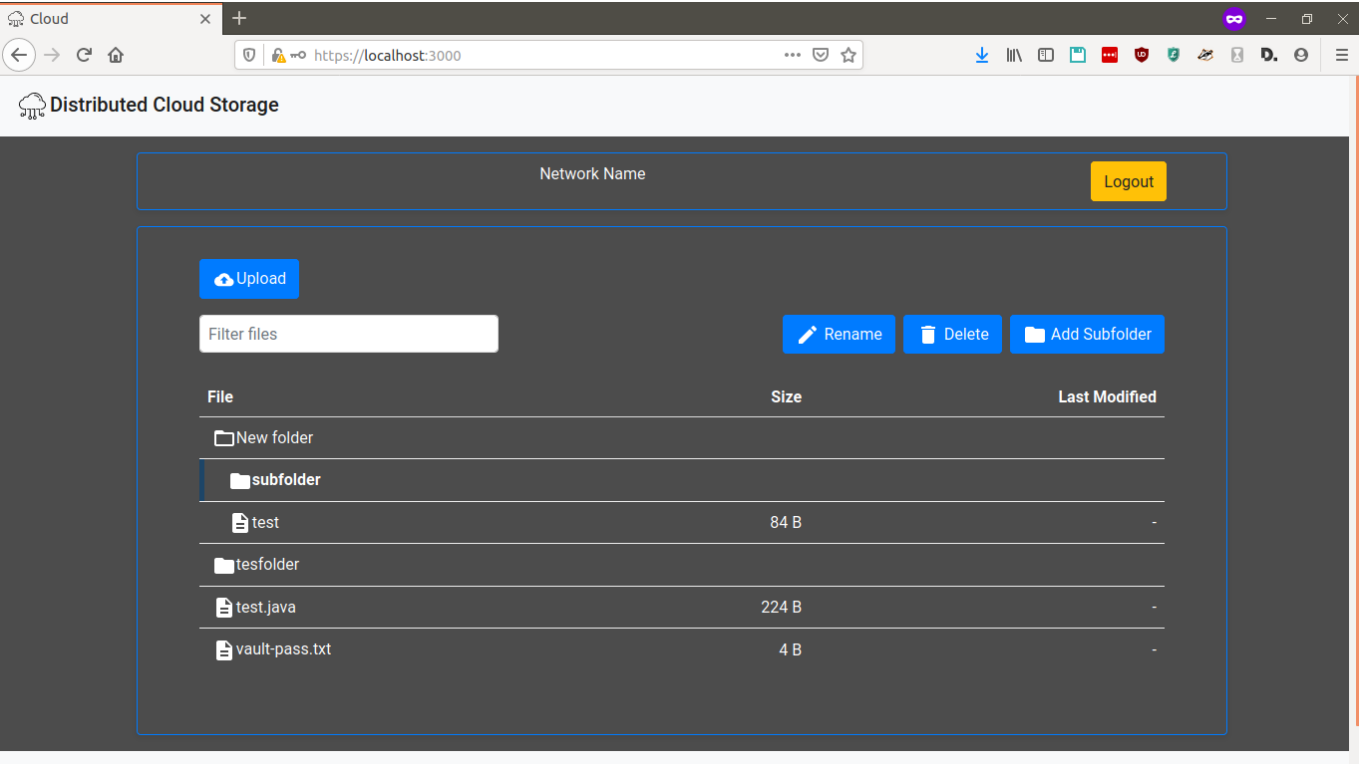 Cloud
https://localhost:3000
Distributed Cloud Storage
Network Name
Logout
Upload
Filter files
Rename Delete Add Subfolder
File Size Last Modified
New folder
subfolder
test 84 B -
tesfolder
test.java 224 B -
vault-pass.txt 4 B -